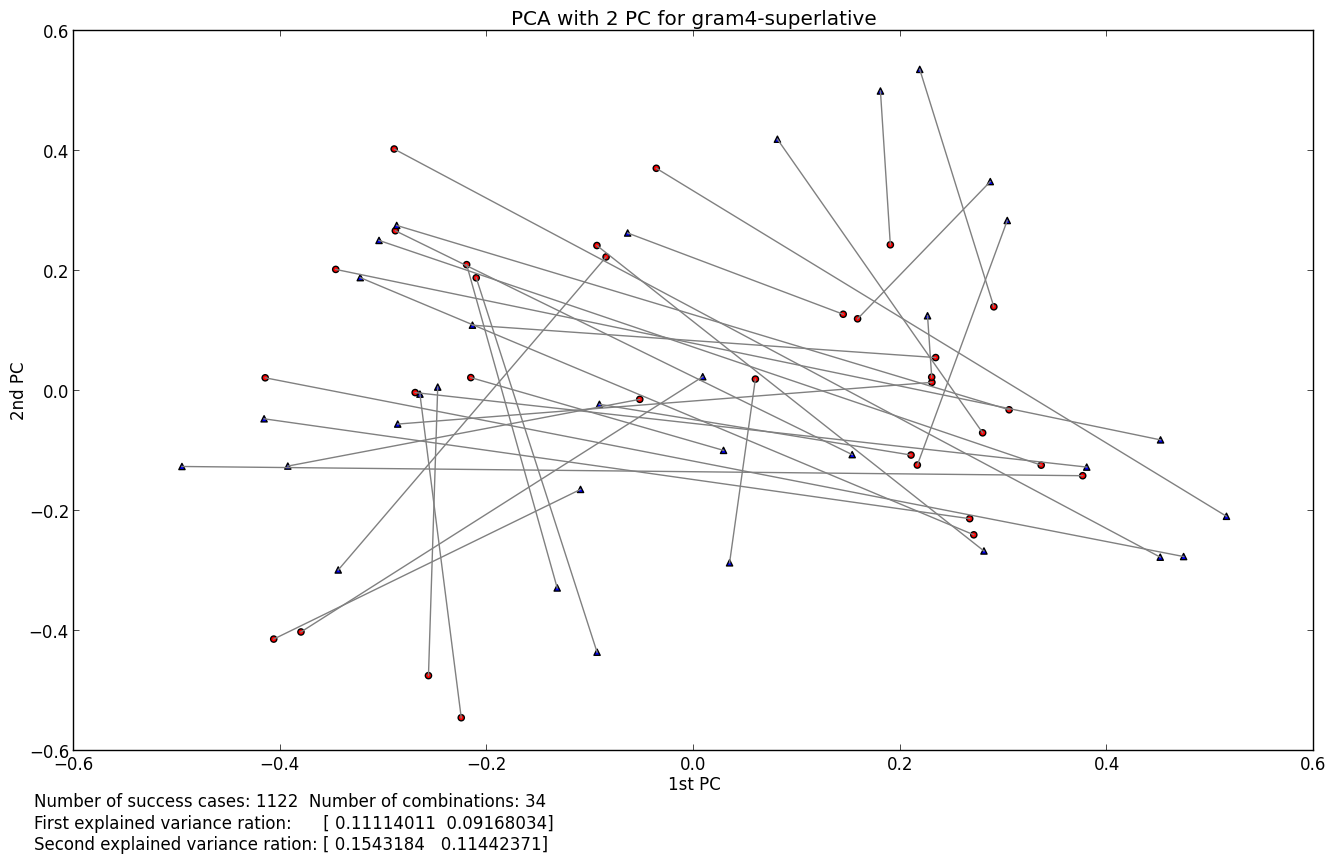 PCA with 2 PC for gram4-superlative
0.6
0.4
0.2
0.0
−0.2
−0.4
−0.6
2nd PC
−0.6 −0.4 −0.2 0.0 0.2 0.4 0.6
1st PC
Number of success cases: 1122 Number of combinations: 34
First explained variance ration: [ 0.11114011 0.09168034]
Second explained variance ration: [ 0.1543184 0.11442371]